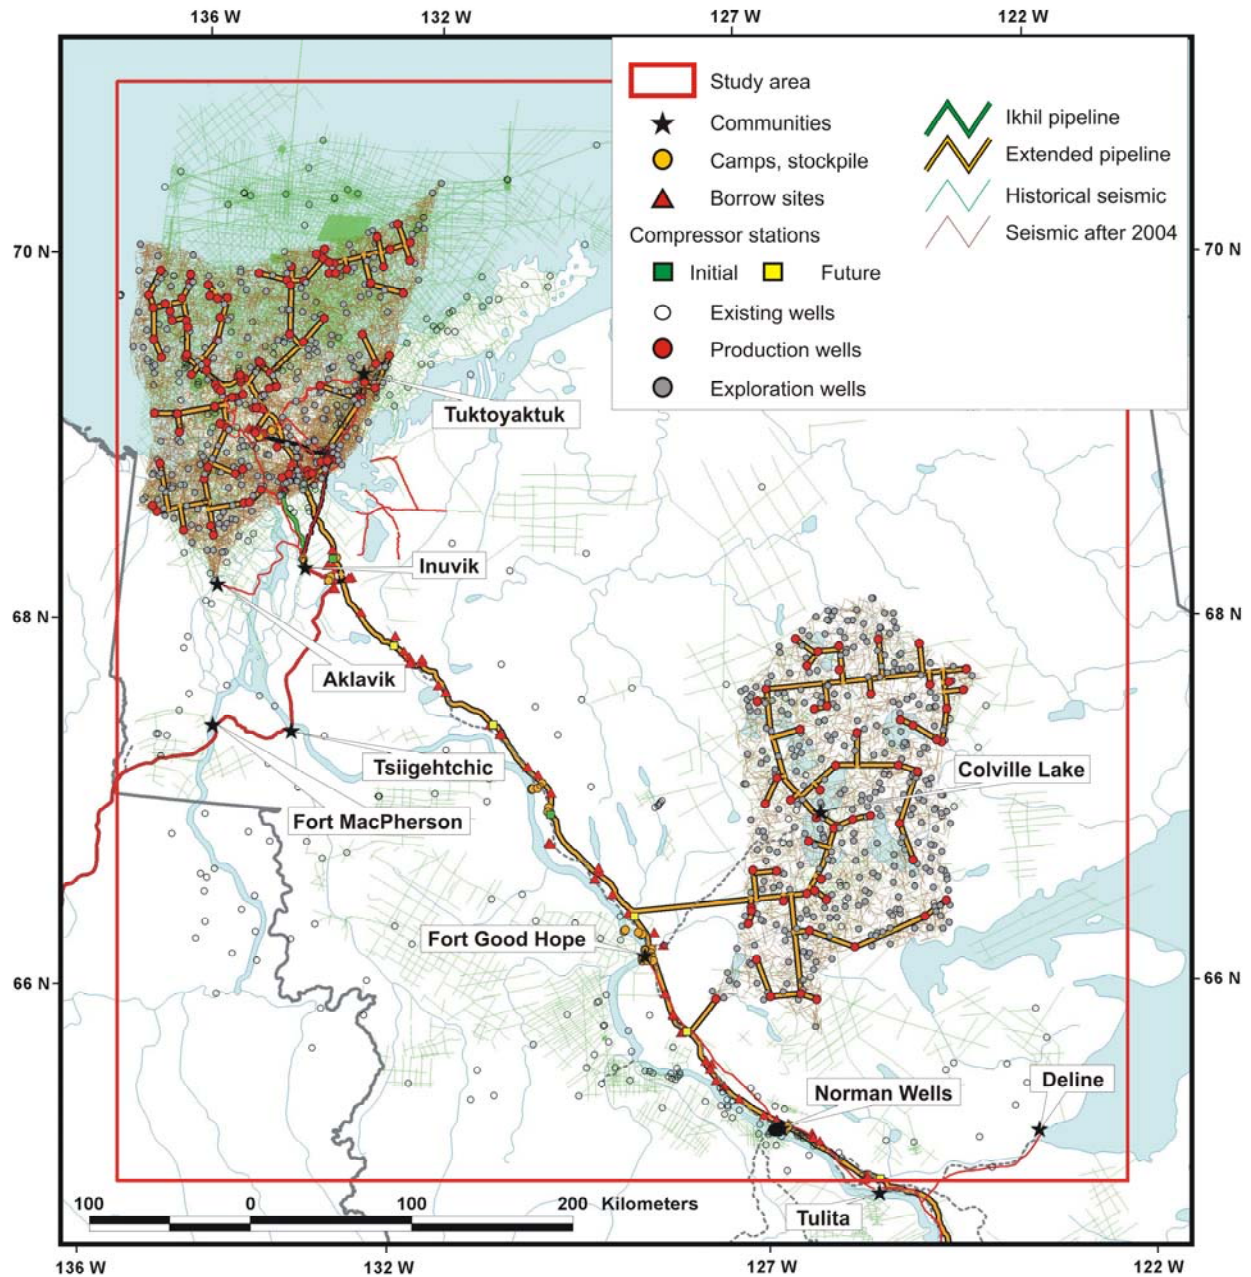 136 W 132 W 127 W 122 W
Study area
Communities
Camps, stockpile
Borrow sites
Compressor stations
Initial Future
Existing wells
Production wells
Exploration wells
Ikhil pipeline
Extended pipeline
Historical seismic
Seismic after 2004
70 N 70 N
Tuktoyaktuk
Inuvik
68 N 68 N
Aklavik
Tsiigehtchic
Colville Lake
Fort MacPherson
Fort Good Hope
66 N 66 N
Deline
Norman Wells
Tulita
100 0 100 200 Kilometers
136 W 132 W 127 W 122 W